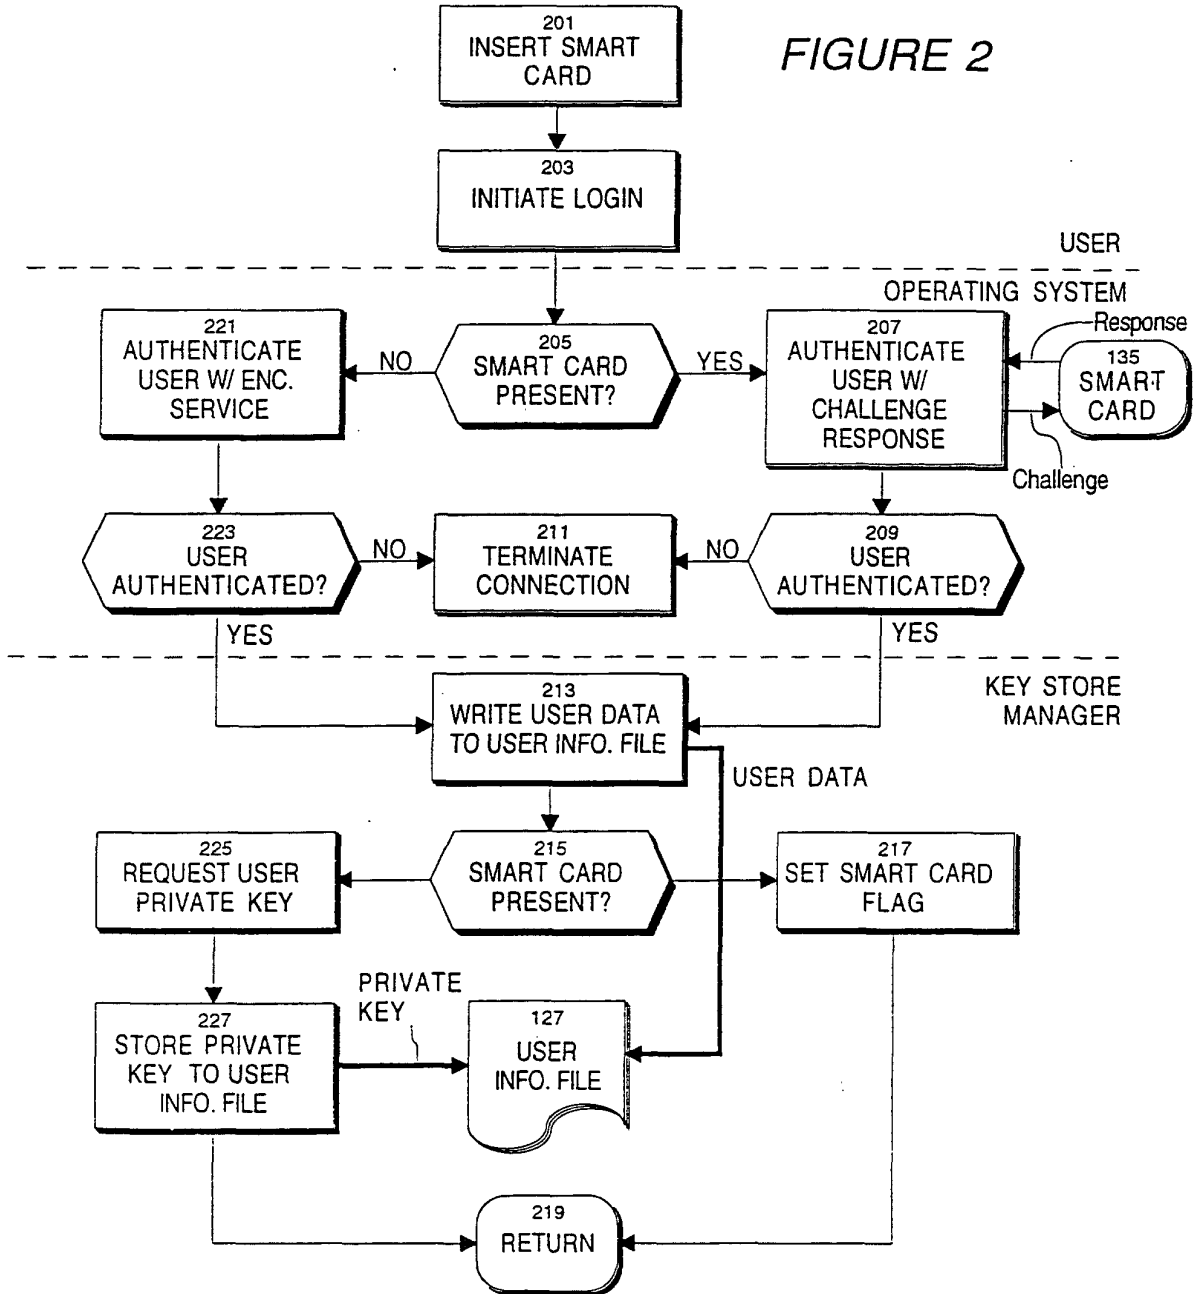 FIGURE 2
201
INSERT SMART
CARD
203
INITIATE LOGIN
USER
OPERATING SYSTEM
221
AUTHENTICATE
USER W/ ENC.
SERVICE
NO
205
SMART CARD
PRESENT?
YES
207
AUTHENTICATE
USER W/
CHALLENGE
RESPONSE
Response
135
SMART
CARD
Challenge
223
USER
AUTHENTICATED?
NO
211
TERMINATE
CONNECTION
NO
209
USER
AUTHENTICATED?
YES
YES
KEY STORE
MANAGER
213
WRITE USER DATA
TO USER INFO. FILE
USER DATA
225
REQUEST USER
PRIVATE KEY
215
SMART CARD
PRESENT?
217
SET SMART CARD
FLAG
PRIVATE
KEY
227
STORE PRIVATE
KEY TO USER
INFO. FILE
127
USER
INFO. FILE
219
RETURN